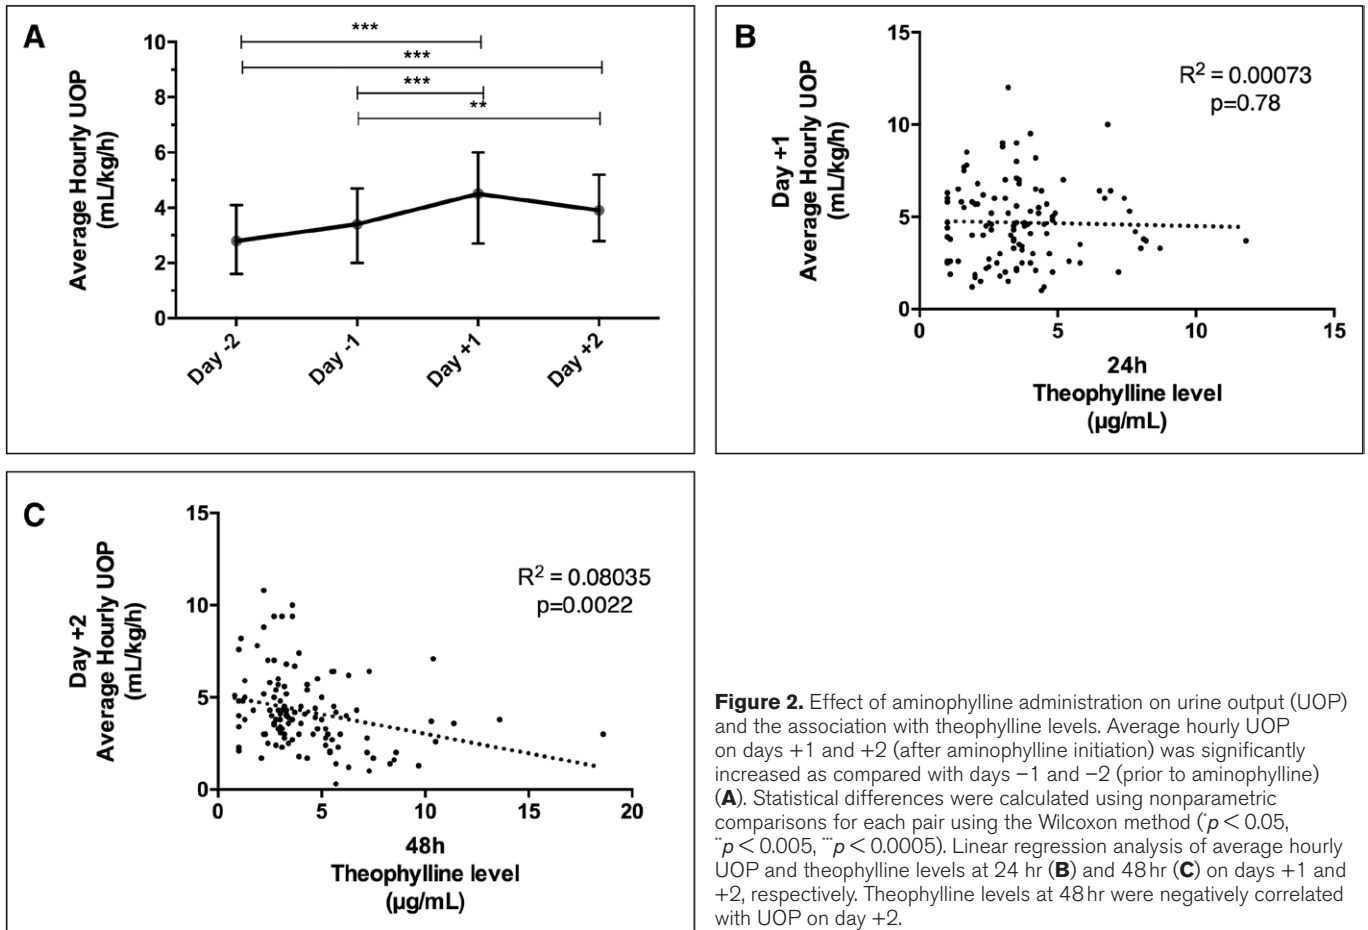 A
***
***
***
**
10
8
6
4
2
0
Average Hourly UOP
(mL/kg/h)
Day -2
Day -1
Day +1
Day +2
B
15
10
5
0
Day +1
Average Hourly UOP
(mL/kg/h)
R² = 0.00073
p=0.78
0
5
10
15
24h
Theophylline level
(µg/mL)
C
15
10
5
0
Day +2
Average Hourly UOP
(mL/kg/h)
R² = 0.08035
p=0.0022
0
5
10
15
20
48h
Theophylline level
(µg/mL)
Figure 2. Effect of aminophylline administration on urine output (UOP)
and the association with theophylline levels. Average hourly UOP
on days +1 and +2 (after aminophylline initiation) was significantly
increased as compared with days −1 and −2 (prior to aminophylline)
(A). Statistical differences were calculated using nonparametric
comparisons for each pair using the Wilcoxon method (*p < 0.05,
**p < 0.005, ***p < 0.0005). Linear regression analysis of average hourly
UOP and theophylline levels at 24 hr (B) and 48 hr (C) on days +1 and
+2, respectively. Theophylline levels at 48 hr were negatively correlated
with UOP on day +2.